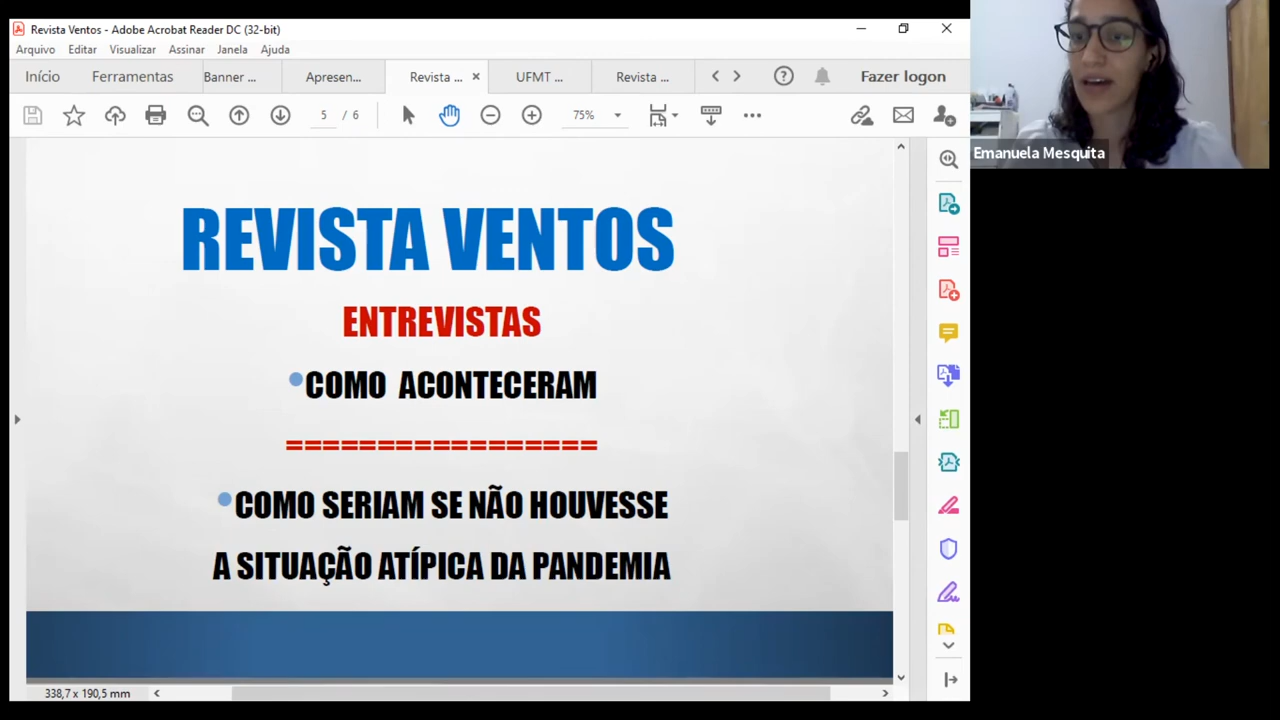 Revista Ventos - Adobe Acrobat Reader DC (32-bit)
Arquivo Editar Visualizar Assinar Janela Ajuda
Início Ferramentas Banner ... Apresen... Revista ... UFMT ... Revista ... Fazer logon
5 / 6 75%
Emanuela Mesquita
REVISTA VENTOS
ENTREVISTAS
•COMO ACONTECERAM
=================
•COMO SERIAM SE NÃO HOUVESSE
A SITUAÇÃO ATÍPICA DA PANDEMIA
338,7 x 190,5 mm